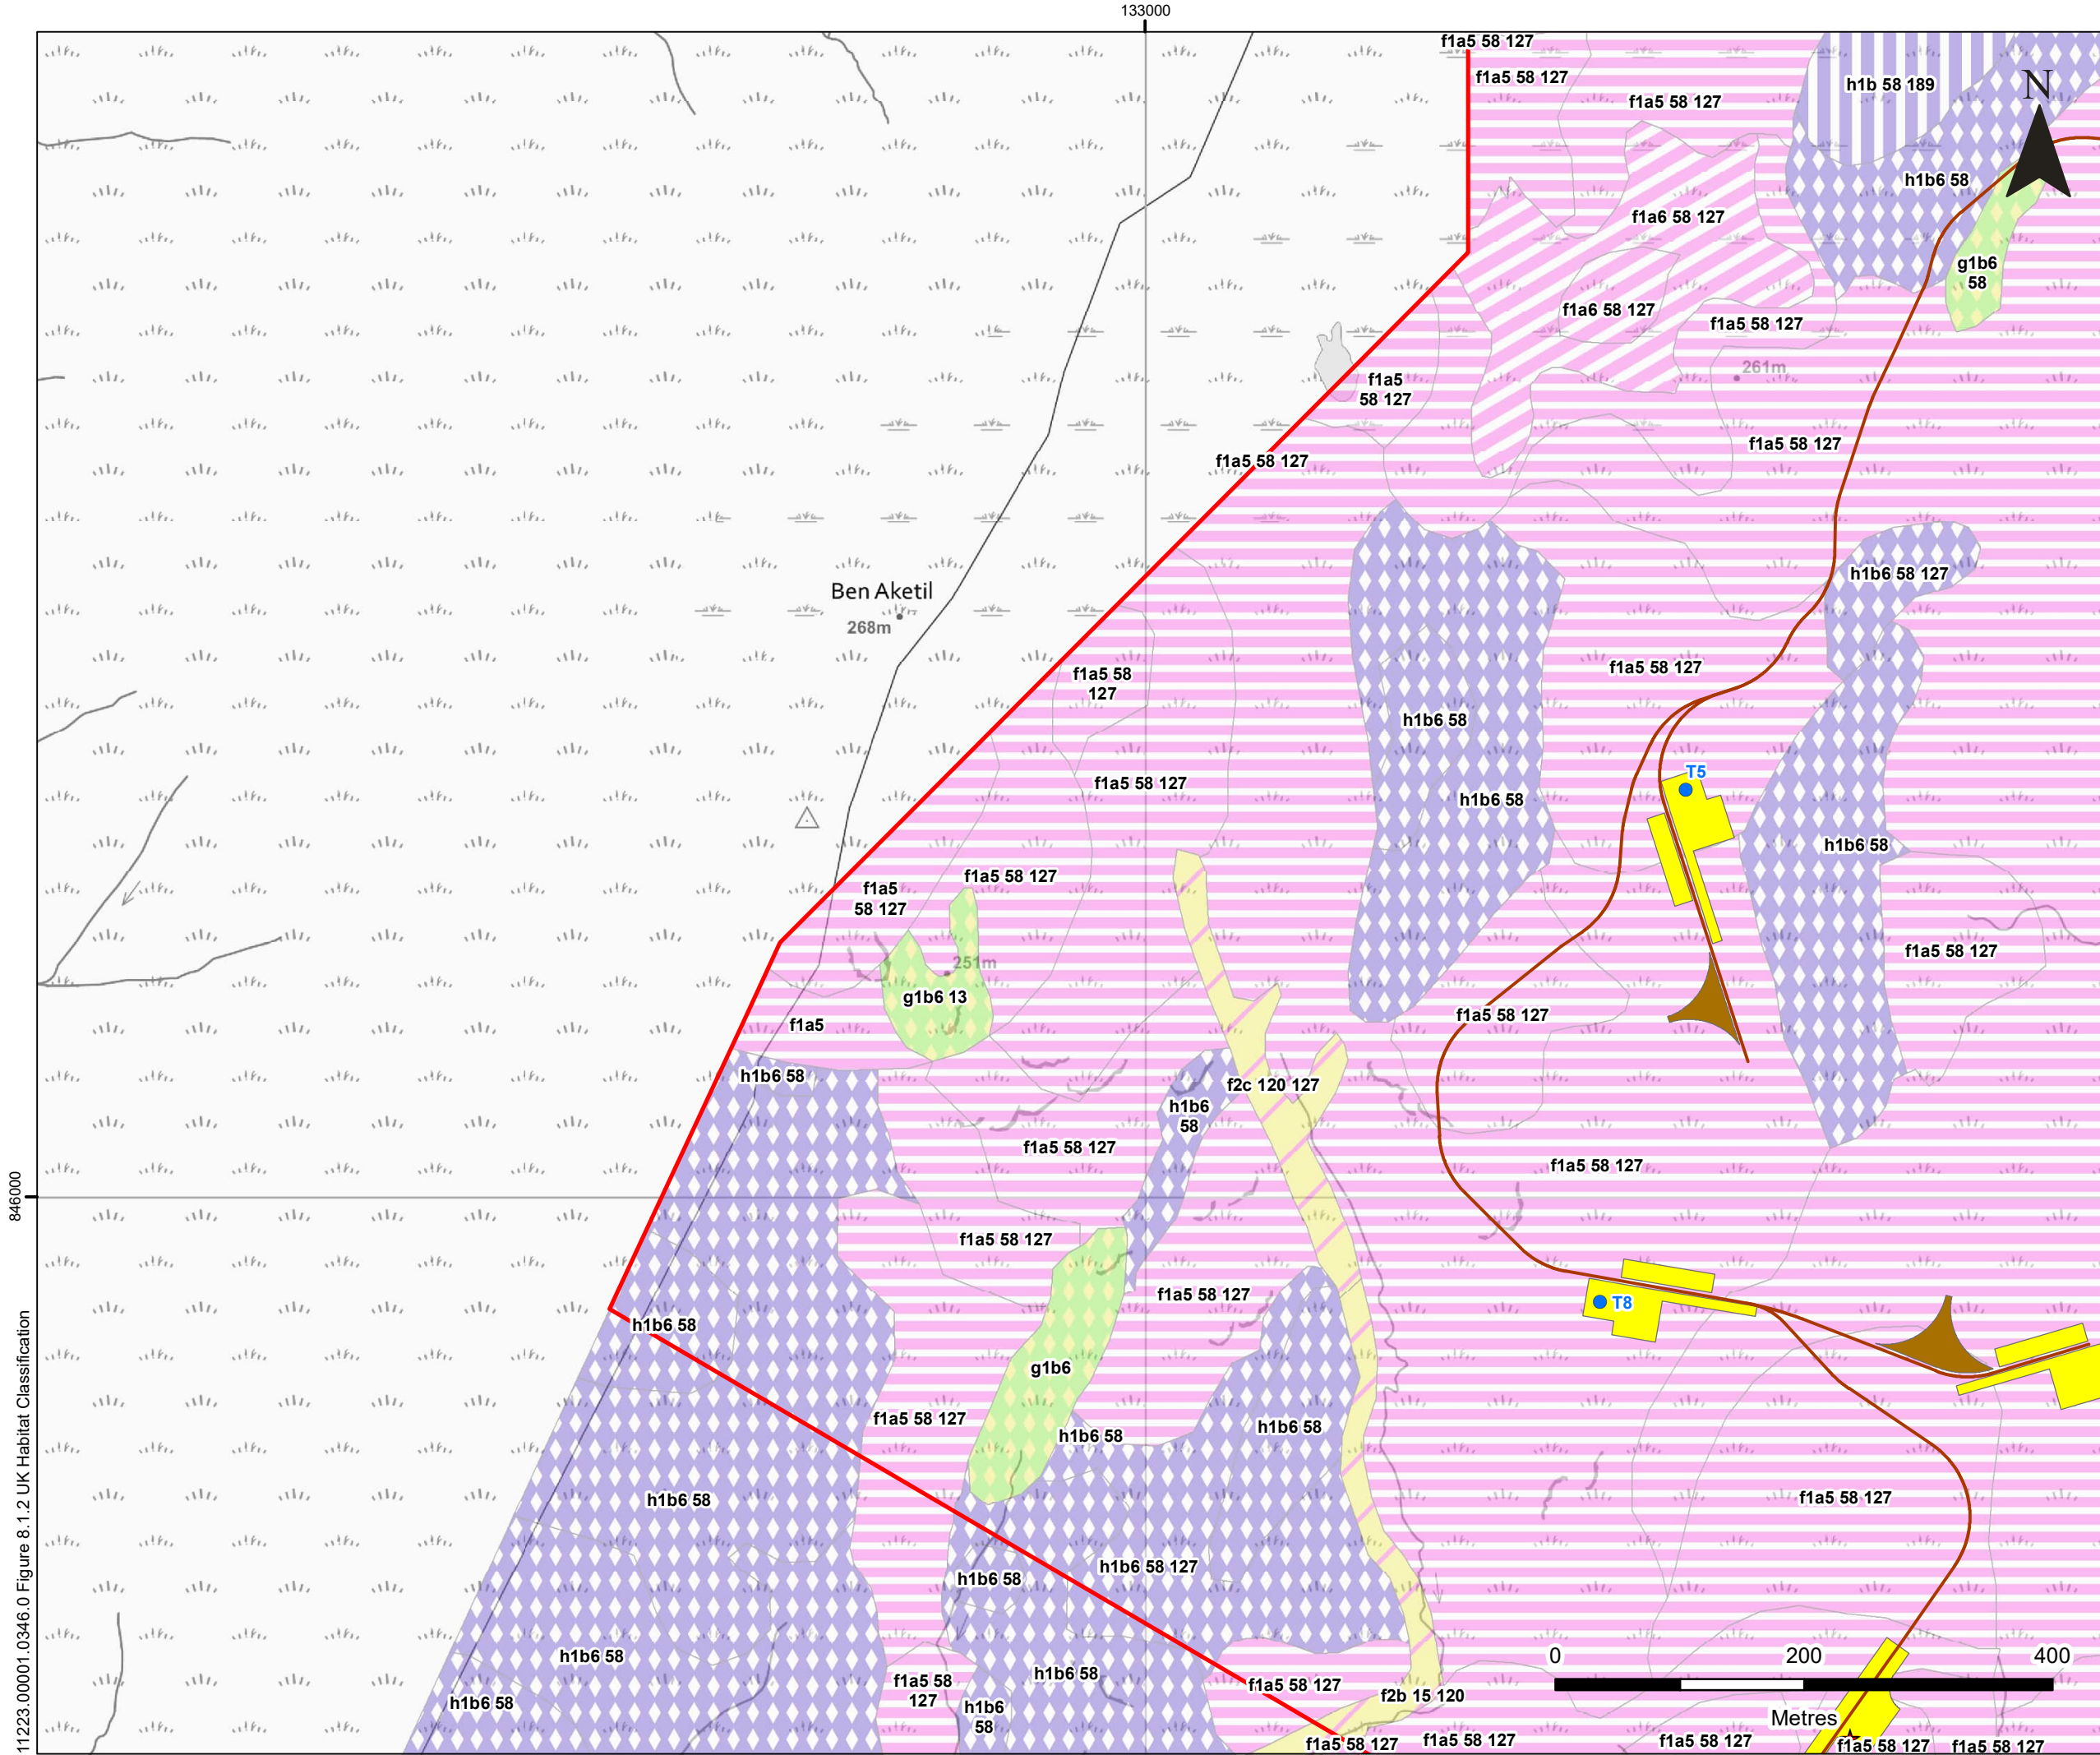 133000
f1a5 58 127
f1a5 58 127
f1a5 58 127
h1b 58 189
N
h1b6 58
f1a6 58 127
g1b6
58
f1a6 58 127
f1a5 58 127
261m
f1a5
58 127
f1a5 58 127
f1a5 58 127
h1b6 58 127
Ben Aketil
268m
f1a5 58 127
f1a5 58
127
h1b6 58
T5
f1a5 58 127
h1b6 58
h1b6 58
f1a5 58 127
f1a5
58 127
f1a5 58 127
251m
g1b6 13
f1a5 58 127
f1a5
h1b6 58
f2c 120 127
h1b6
58
f1a5 58 127
f1a5 58 127
846000
f1a5 58 127
f1a5 58 127
T8
h1b6 58
g1b6
f1a5 58 127
h1b6 58
h1b6 58
h1b6 58
f1a5 58 127
h1b6 58 127
h1b6 58
h1b6 58
0 200 400
h1b6 58
f1a5 58
127
f1a5 58 127
f2b 15 120
h1b6 58
h1b6
58
Metres
f1a5 58 127
f1a5 58 127
f1a5 58 127
f1a5 58 127
f1a5 58 127
11223.00001.0346.0 Figure 8.1.2 UK Habitat Classification